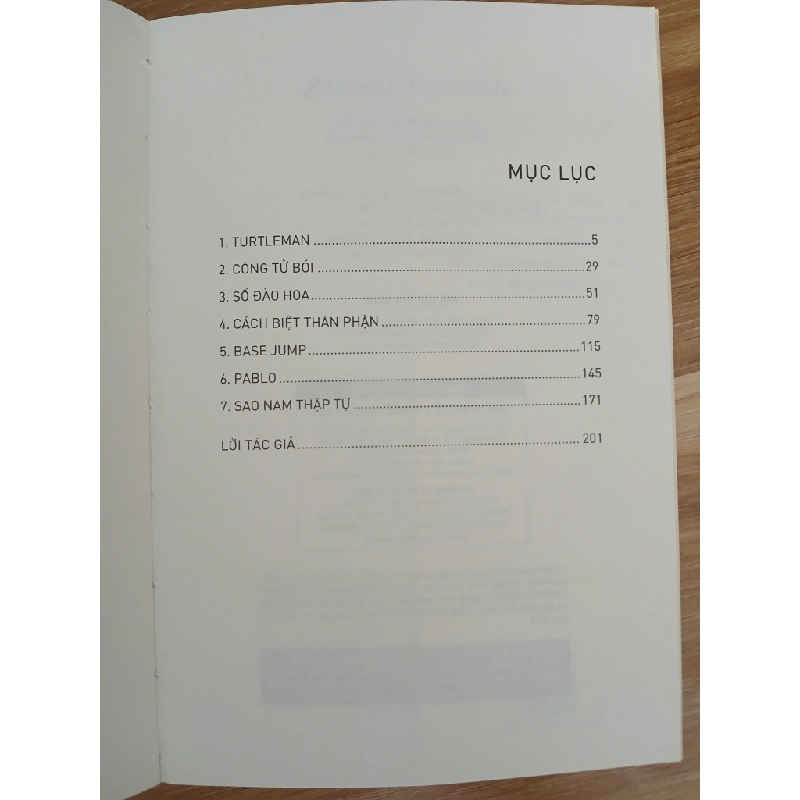 MỤC LỤC
1. TURTLEMAN 5
2. CÔNG TỬ BÓI 29
3. SỐ ĐÀO HOA 51
4. CÁCH BIỆT THÂN PHẬN 79
5. BASE JUMP 115
6. PABLO 145
7. SAO NAM THẬP TỰ 171
LỜI TÁC GIẢ 201